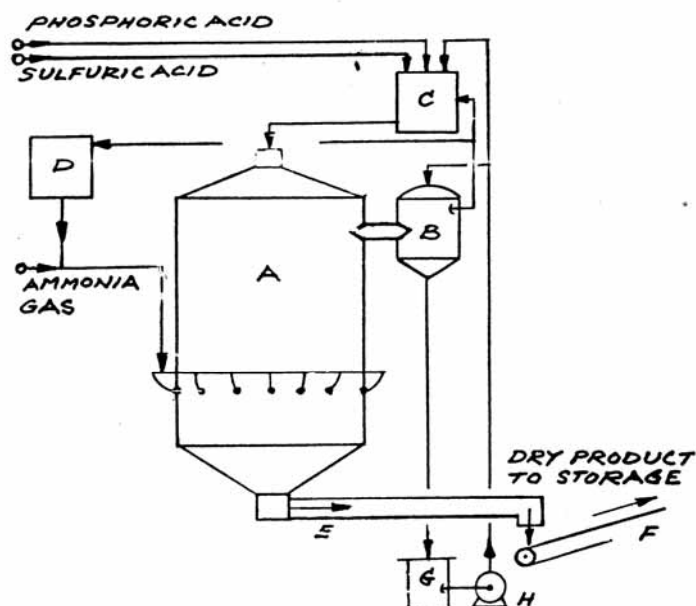 PHOSPHORIC ACID
SULFURIC ACID
C
D
B
A
AMMONIA
GAS
DRY PRODUCT
TO STORAGE
E
F
G
H